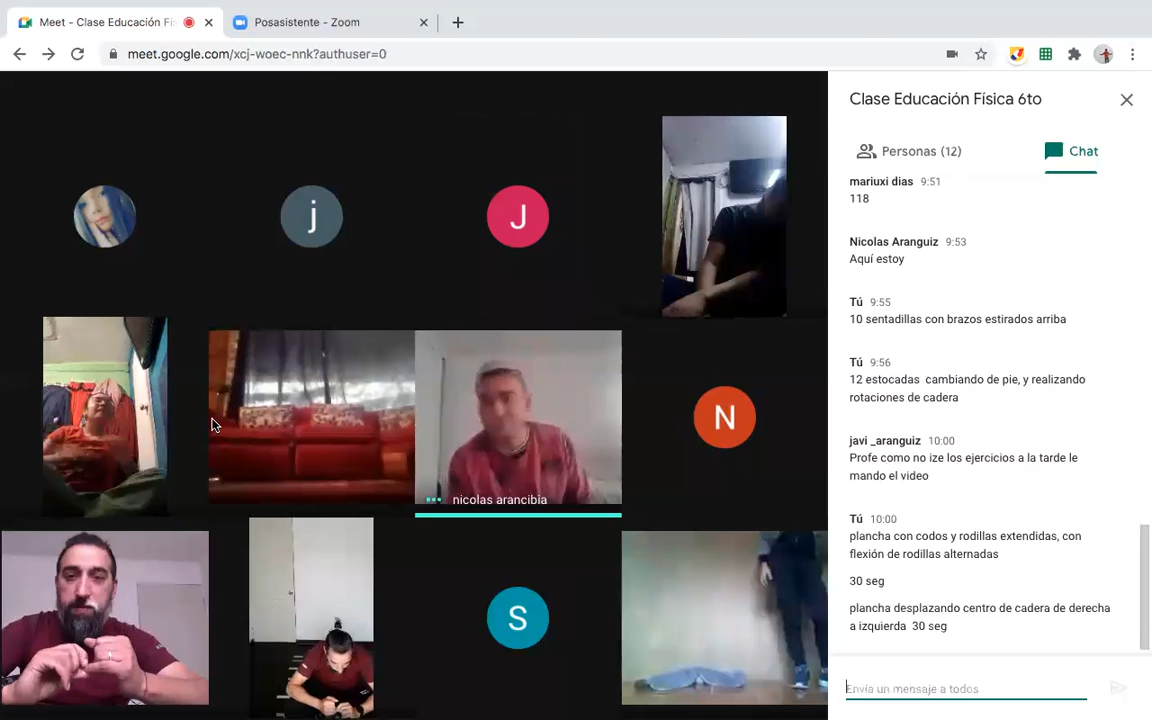 Meet - Clase Educación Fí
Posasistente - Zoom
meet.google.com/xcj-woec-nnk?authuser=0
Clase Educación Física 6to
Personas (12)
Chat
mariuxi dias 9:51
118
Nicolas Aranguiz 9:53
Aquí estoy
Tú 9:55
10 sentadillas con brazos estirados arriba
Tú 9:56
12 estocadas cambiando de pie, y realizando
rotaciones de cadera
javi _aranguiz 10:00
Profe como no ize los ejercicios a la tarde le
mando el video
Tú 10:00
plancha con codos y rodillas extendidas, con
flexión de rodillas alternadas
30 seg
plancha desplazando centro de cadera de derecha
a izquierda 30 seg
Envía un mensaje a todos
j
J
nicolas arancibia
N
S